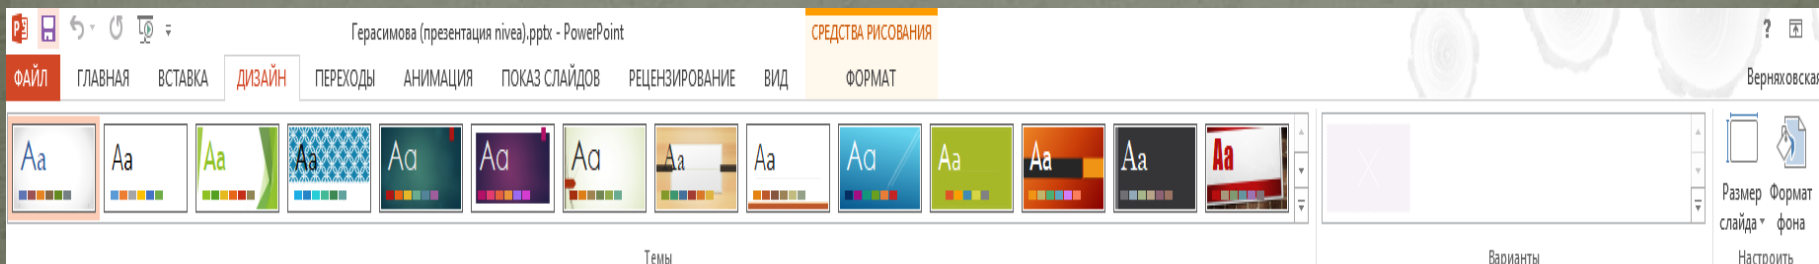 Герасимова (презентация nivea).pptx - PowerPoint
СРЕДСТВА РИСОВАНИЯ
?
ФАЙЛ ГЛАВНАЯ ВСТАВКА ДИЗАЙН ПЕРЕХОДЫ АНИМАЦИЯ ПОКАЗ СЛАЙДОВ РЕЦЕНЗИРОВАНИЕ ВИД ФОРМАТ Верняховская
Aa Aa Aa Aa Aa Aa Aa Aa Aa Aa Aa Aa Aa Aa
Размер Формат
слайда фона
Темы Варианты Настроить